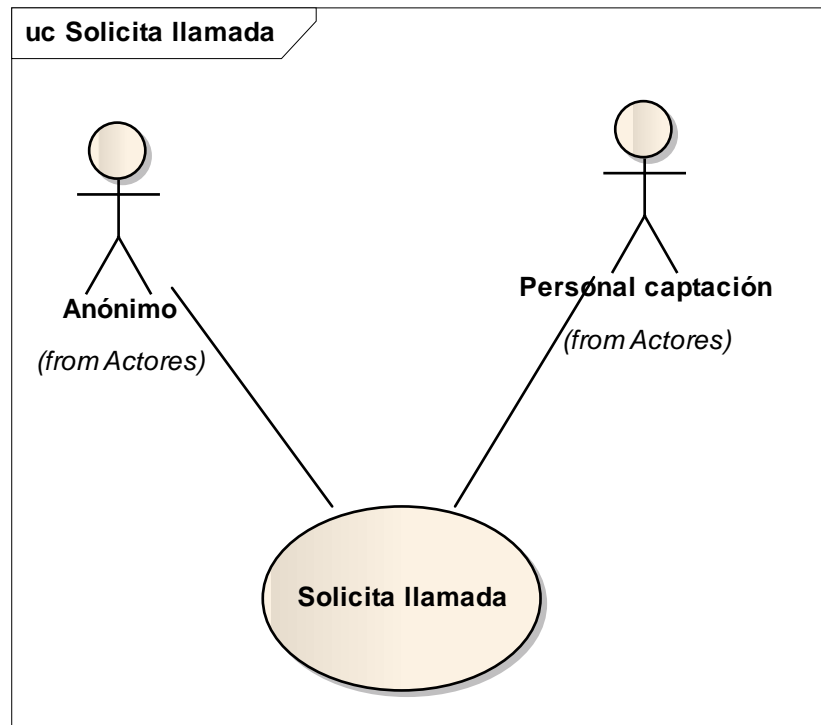 uc Solicita llamada
Anónimo
(from Actores)
Personal captación
(from Actores)
Solicita llamada